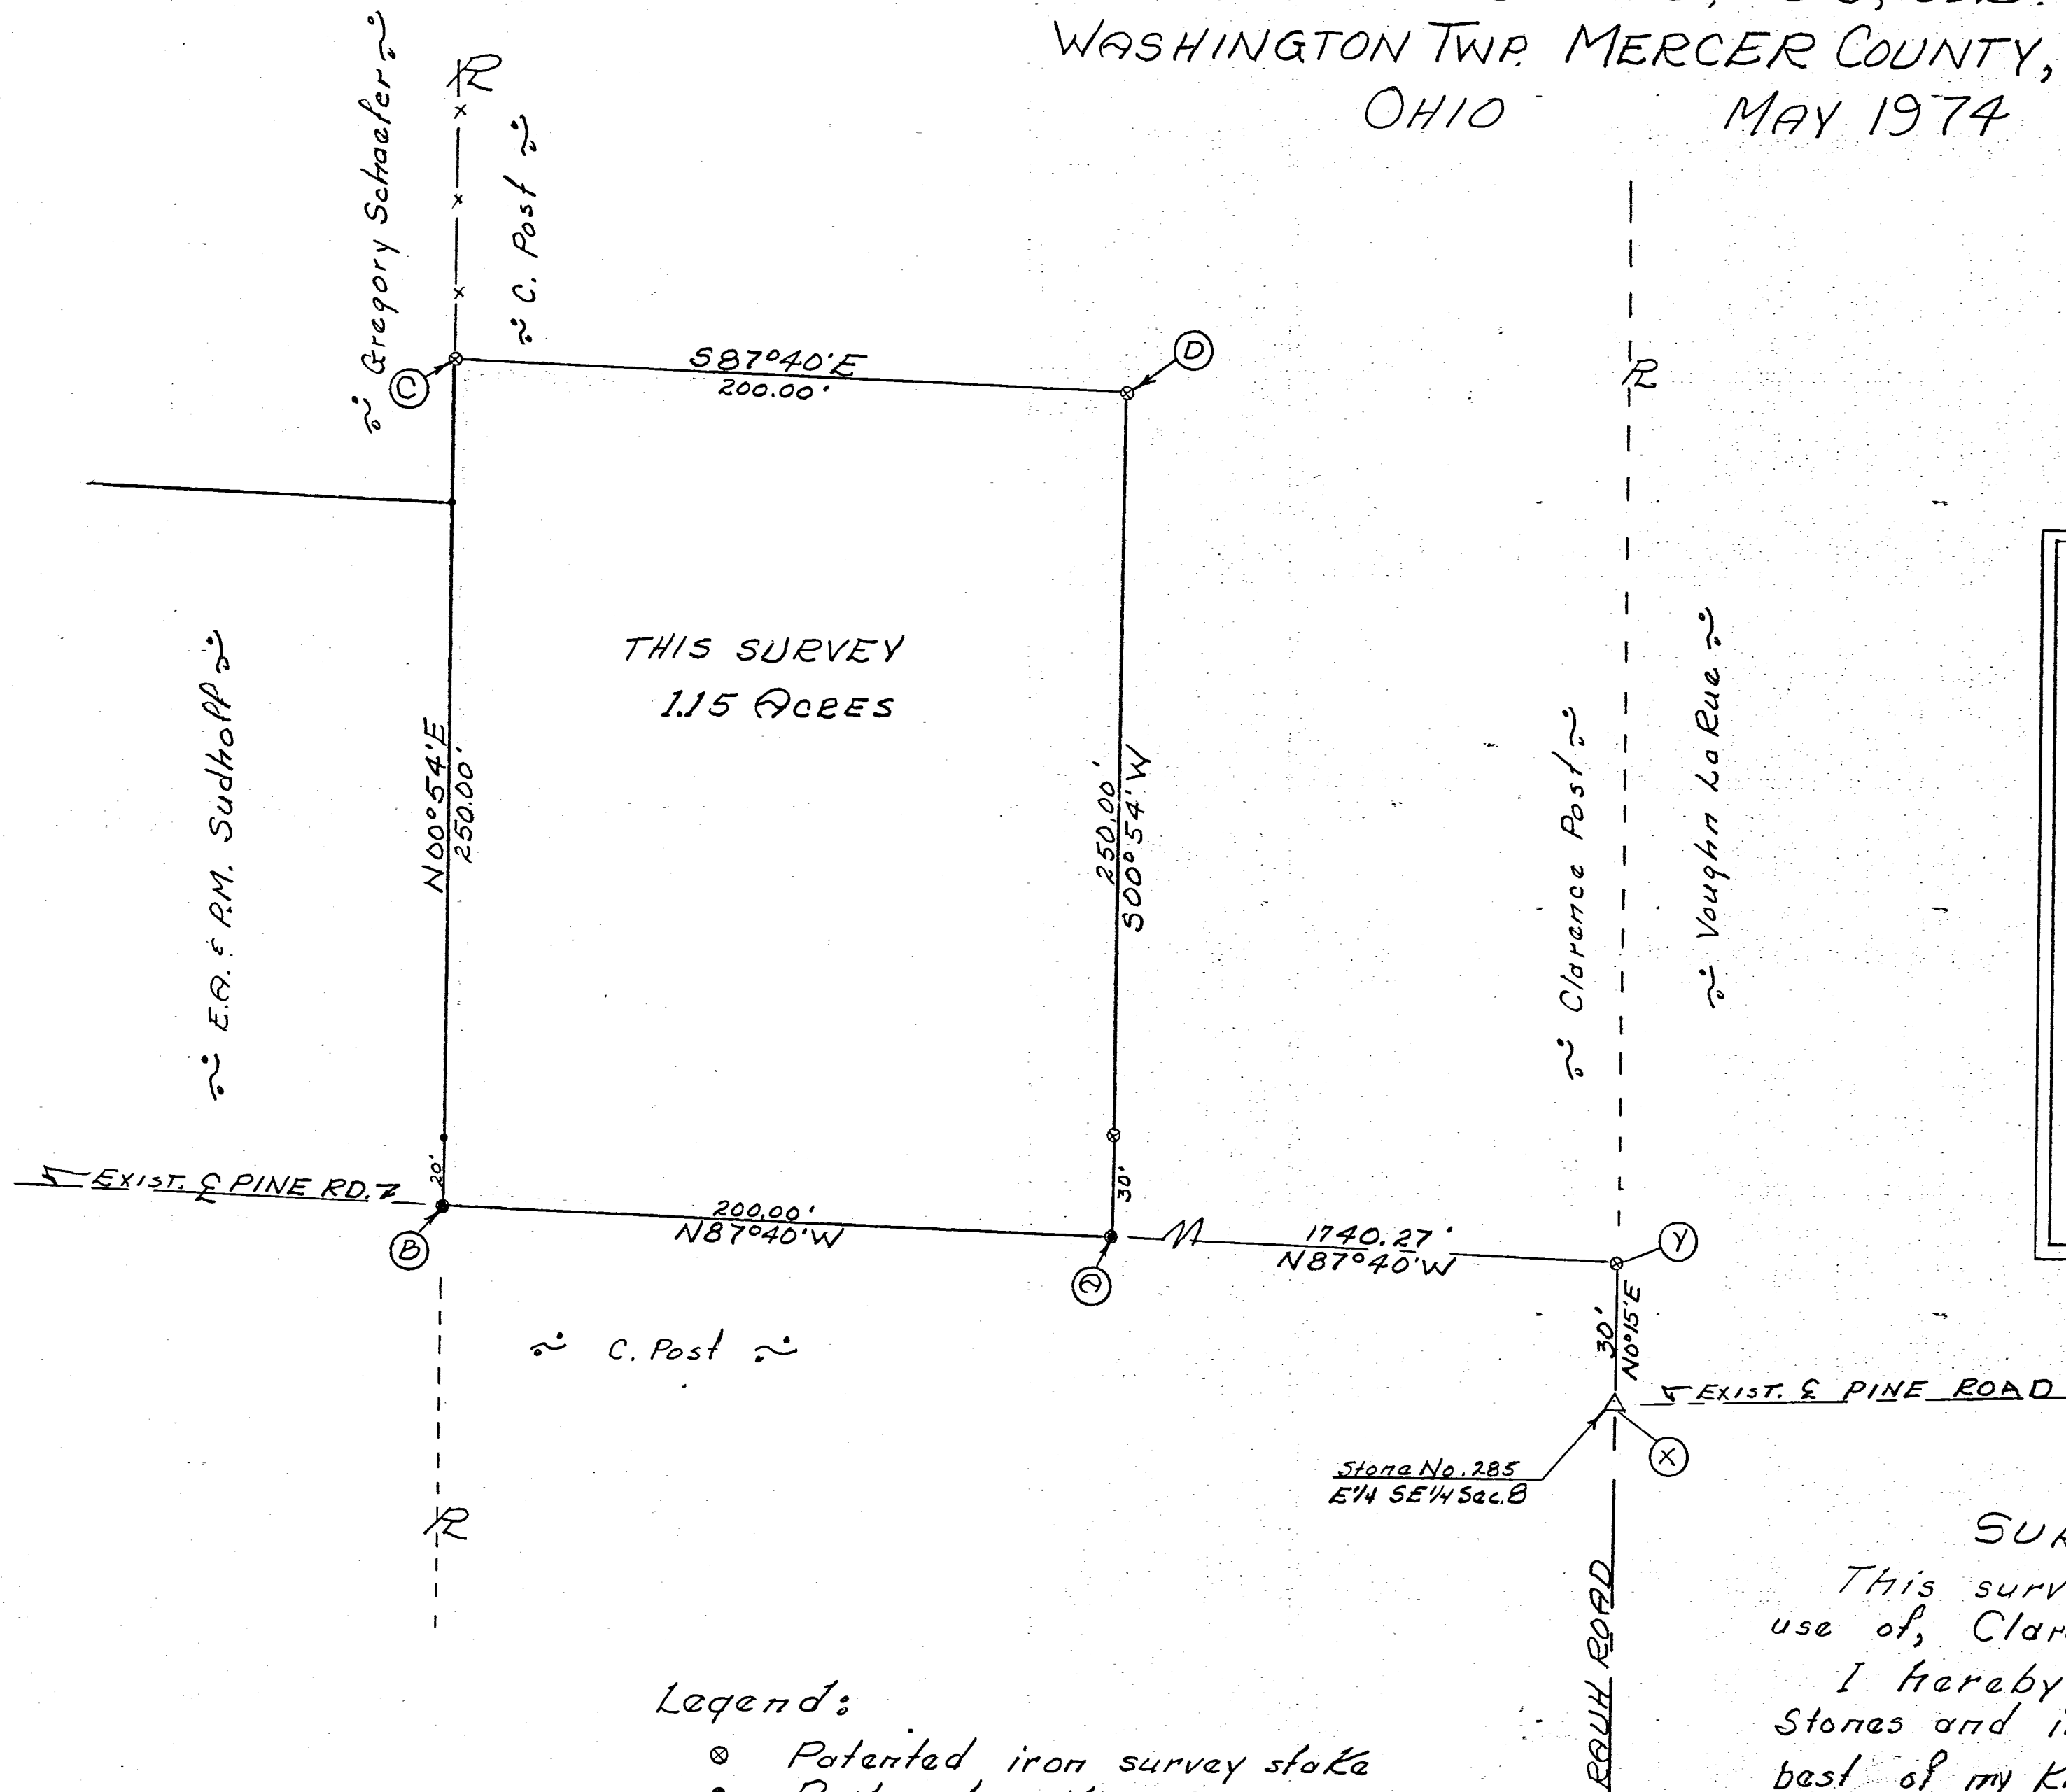 WASHINGTON TWP. MERCER COUNTY,
OHIO MAY 1974
Gregory Schaefer
C. Post
C
S87°40'E
200.00'
D
THIS SURVEY
1.15 ACRES
E.A. & P.M. Sudhoff
N00°54'E
250.00'
250.00'
S00°54'W
Clarence Post
Vaughn LaRue
20'
30'
EXIST. ℄ PINE RD.
B
200.00'
N87°40'W
A
1740.27'
N87°40'W
Y
C. Post
30'
N0°15'E
EXIST. ℄ PINE ROAD
X
Stone No. 285
E1/4 SE1/4 Sec. 8
RAUH ROAD
SUR
This surv
use of, Clar
I hereby
Stones and i
best of my k
Legend:
⊗ Patented iron survey stake